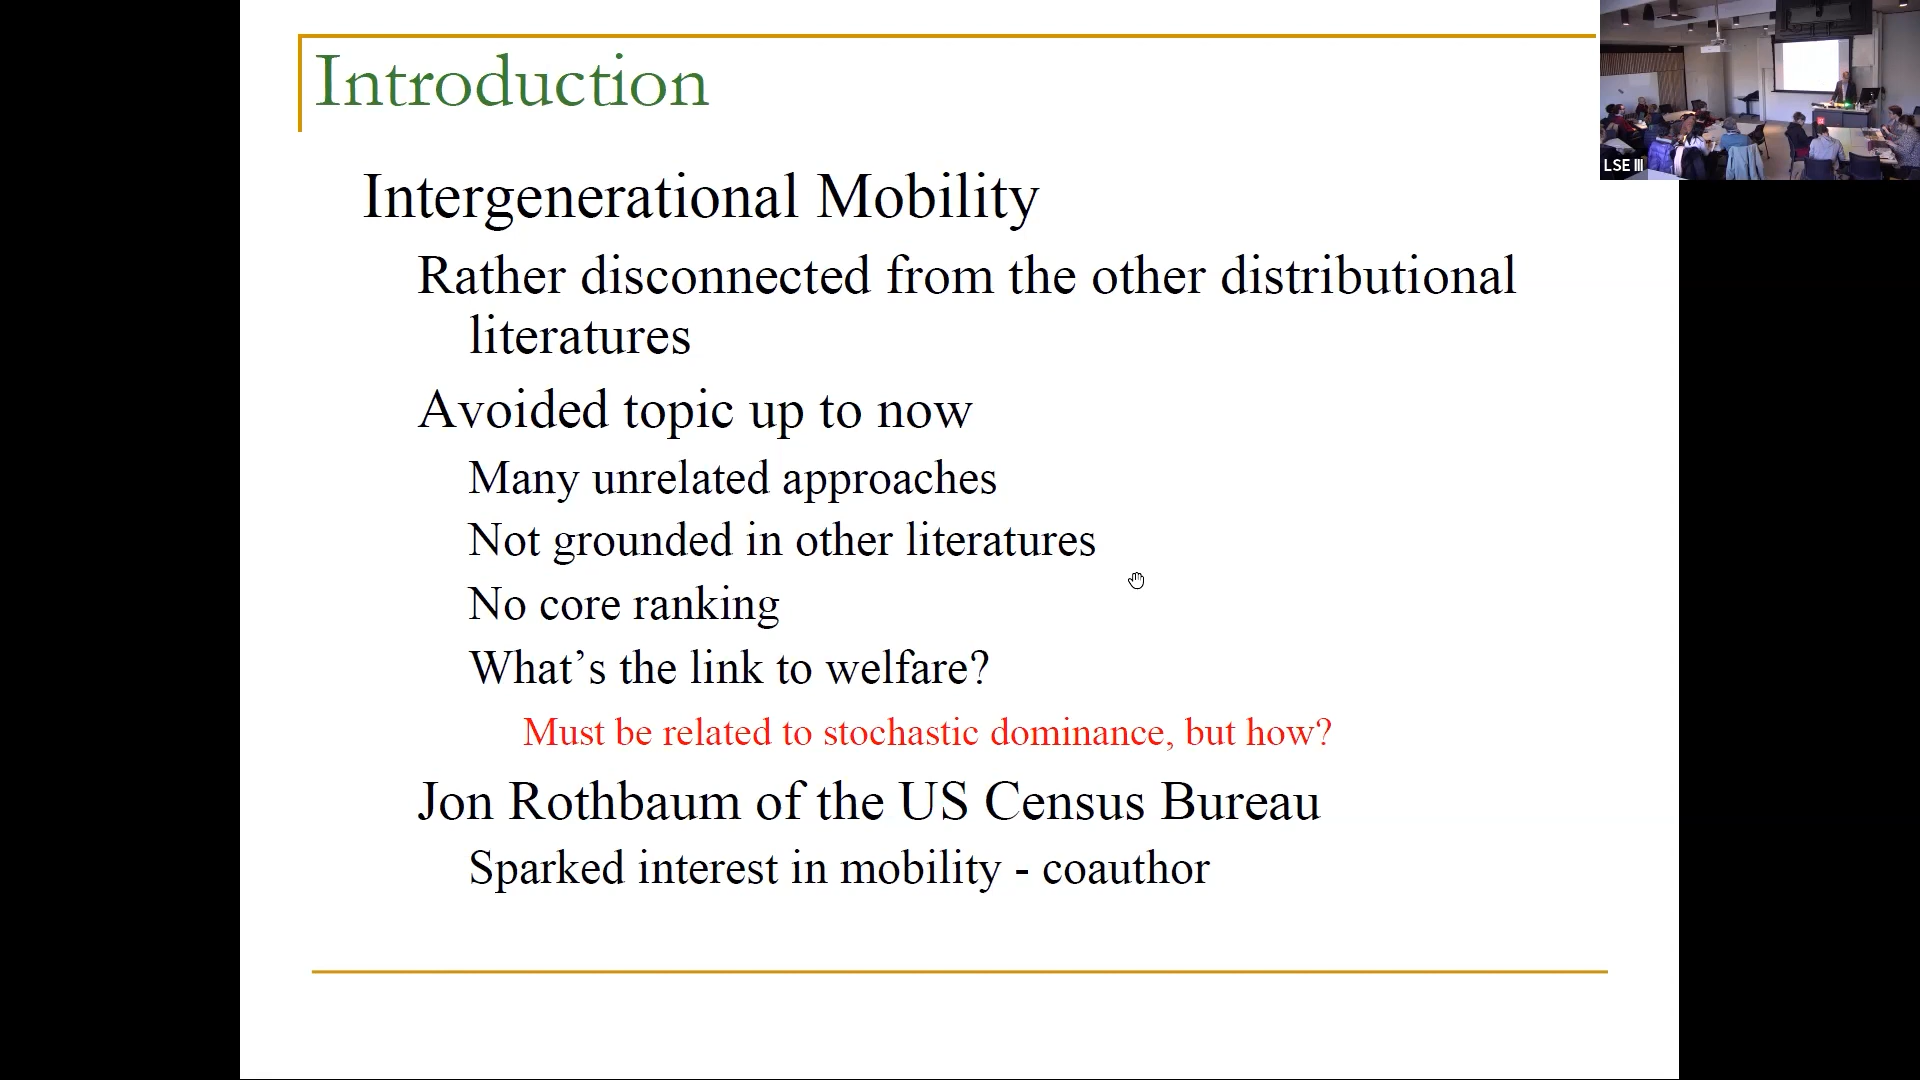 Introduction
Intergenerational Mobility
Rather disconnected from the other distributional
literatures
Avoided topic up to now
Many unrelated approaches
Not grounded in other literatures
No core ranking
What’s the link to welfare?
Must be related to stochastic dominance, but how?
Jon Rothbaum of the US Census Bureau
Sparked interest in mobility - coauthor
LSE III